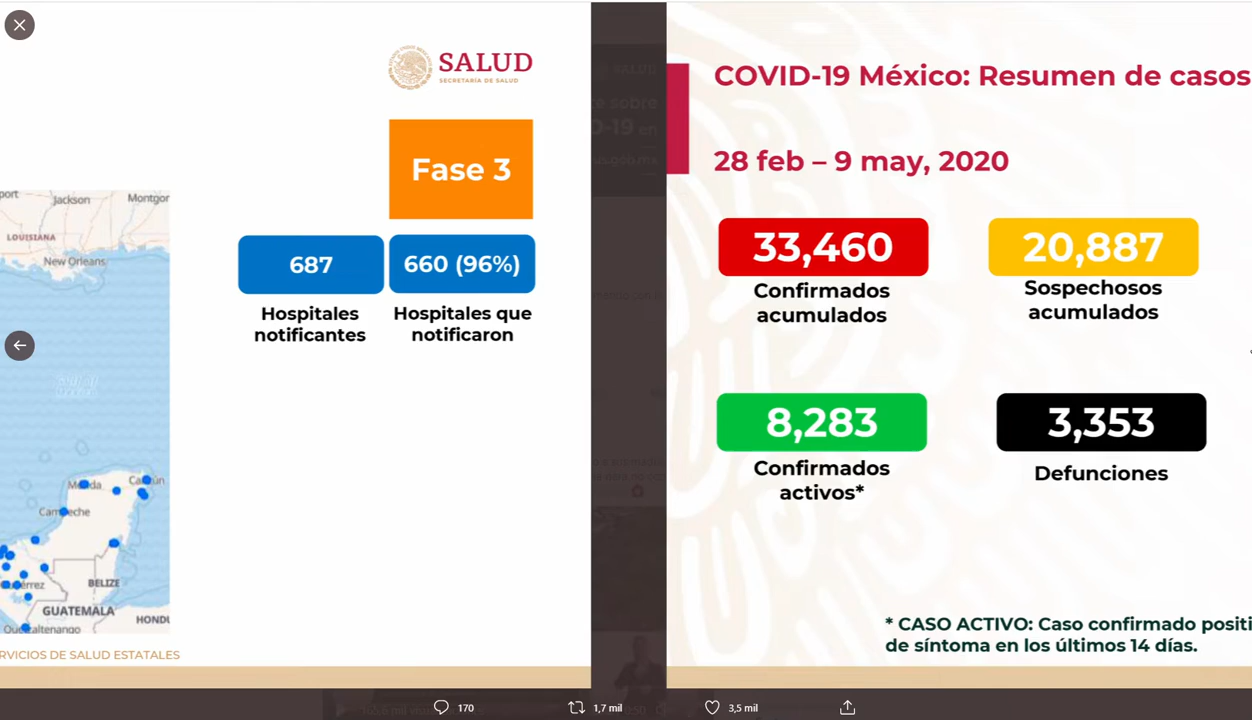 SALUD
SECRETARÍA DE SALUD
Fase 3
687
660 (96%)
Hospitales
notificantes
Hospitales que
notificaron
port
Jackson
Montgor
LOUISIANA
New Orleans
Campeche
BELIZE
GUATEMALA
HONDU
RVICIOS DE SALUD ESTATALES
COVID-19 México: Resumen de casos
28 feb – 9 may, 2020
33,460
Confirmados
acumulados
20,887
Sospechosos
acumulados
8,283
Confirmados
activos*
3,353
Defunciones
* CASO ACTIVO: Caso confirmado positi
de síntoma en los últimos 14 días.
170
1,7 mil
3,5 mil